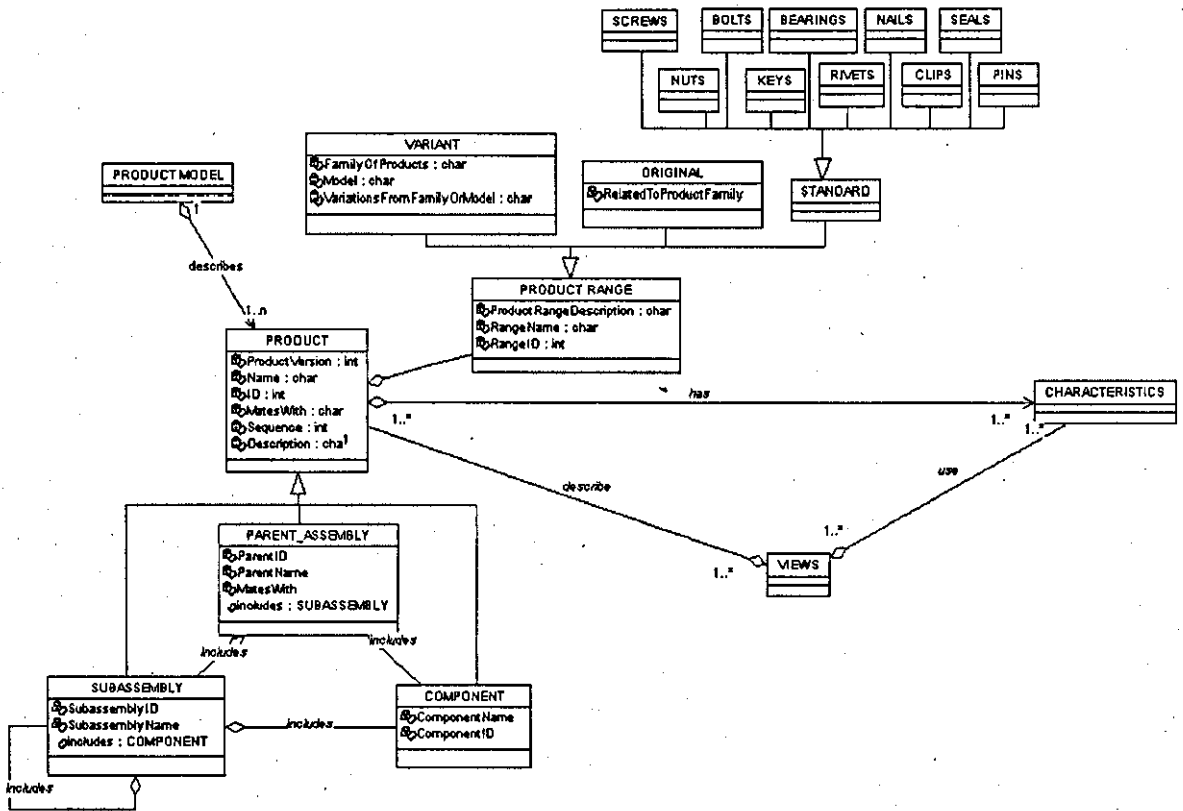 SCREWS
BOLTS
BEARINGS
NAILS
SEALS
NUTS
KEYS
RIVETS
CLIPS
PINS
VARIANT
FamilyOfProducts : char
Model : char
VariationsFromFamilyOrModel : char
ORIGINAL
RelatedToProductFamily
STANDARD
PRODUCT MODEL
1
describes
1..n
PRODUCT RANGE
ProductRangeDescription : char
RangeName : char
RangeID : int
PRODUCT
ProductVersion : int
Name : char
ID : int
MatesWith : char
Sequence : int
Description : cha
1
has
1..*
1..*
CHARACTERISTICS
1..*
use
describe
1..*
1..*
VIEWS
PARENT_ASSEMBLY
ParentID
ParentName
MatesWith
includes : SUBASSEMBLY
includes
includes
SUBASSEMBLY
SubassemblyID
SubassemblyName
includes : COMPONENT
includes
COMPONENT
ComponentName
ComponentID
includes